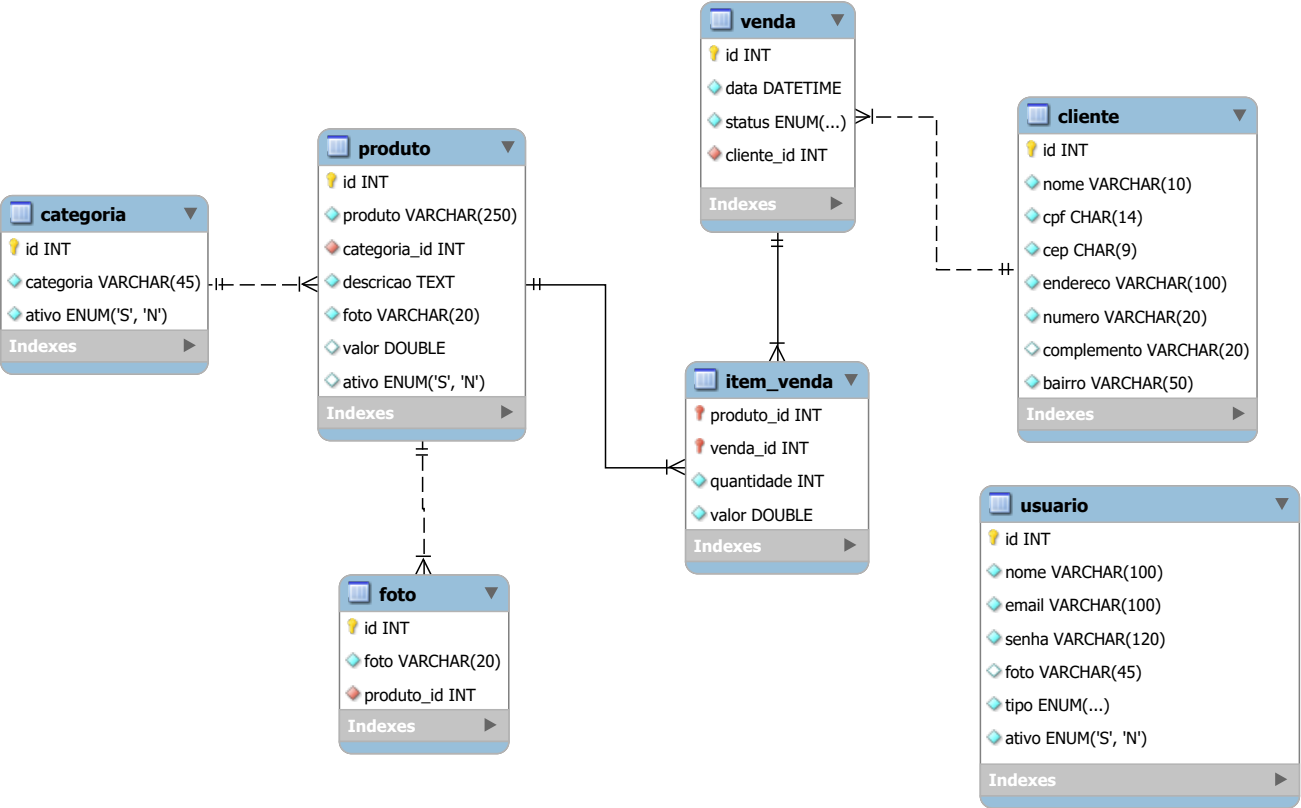 categoria
id INT
categoria VARCHAR(45)
ativo ENUM('S', 'N')
Indexes
produto
id INT
produto VARCHAR(250)
categoria_id INT
descricao TEXT
foto VARCHAR(20)
valor DOUBLE
ativo ENUM('S', 'N')
Indexes
foto
id INT
foto VARCHAR(20)
produto_id INT
Indexes
venda
id INT
data DATETIME
status ENUM(...)
cliente_id INT
Indexes
item_venda
produto_id INT
venda_id INT
quantidade INT
valor DOUBLE
Indexes
cliente
id INT
nome VARCHAR(10)
cpf CHAR(14)
cep CHAR(9)
endereco VARCHAR(100)
numero VARCHAR(20)
complemento VARCHAR(20)
bairro VARCHAR(50)
Indexes
usuario
id INT
nome VARCHAR(100)
email VARCHAR(100)
senha VARCHAR(120)
foto VARCHAR(45)
tipo ENUM(...)
ativo ENUM('S', 'N')
Indexes